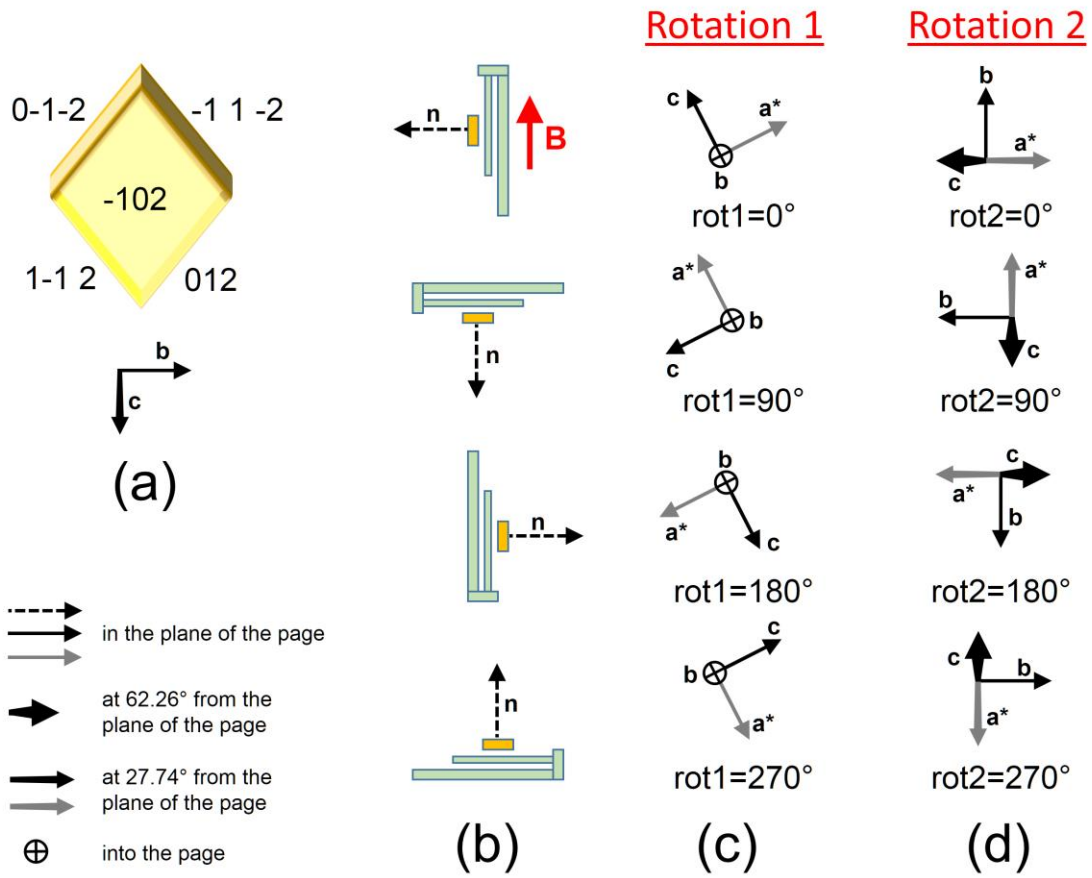 Rotation 1
Rotation 2
0-1-2
-1 1 -2
-102
1-1 2
012
b
c
(a)
n
B
n
n
n
(b)
c
a*
b
rot1=0°
a*
b
c
rot1=90°
b
a*
c
rot1=180°
c
b
a*
rot1=270°
(c)
b
a*
c
rot2=0°
a*
b
c
rot2=90°
c
a*
b
rot2=180°
c
b
a*
rot2=270°
(d)
in the plane of the page
at 62.26° from the
plane of the page
at 27.74° from the
plane of the page
into the page